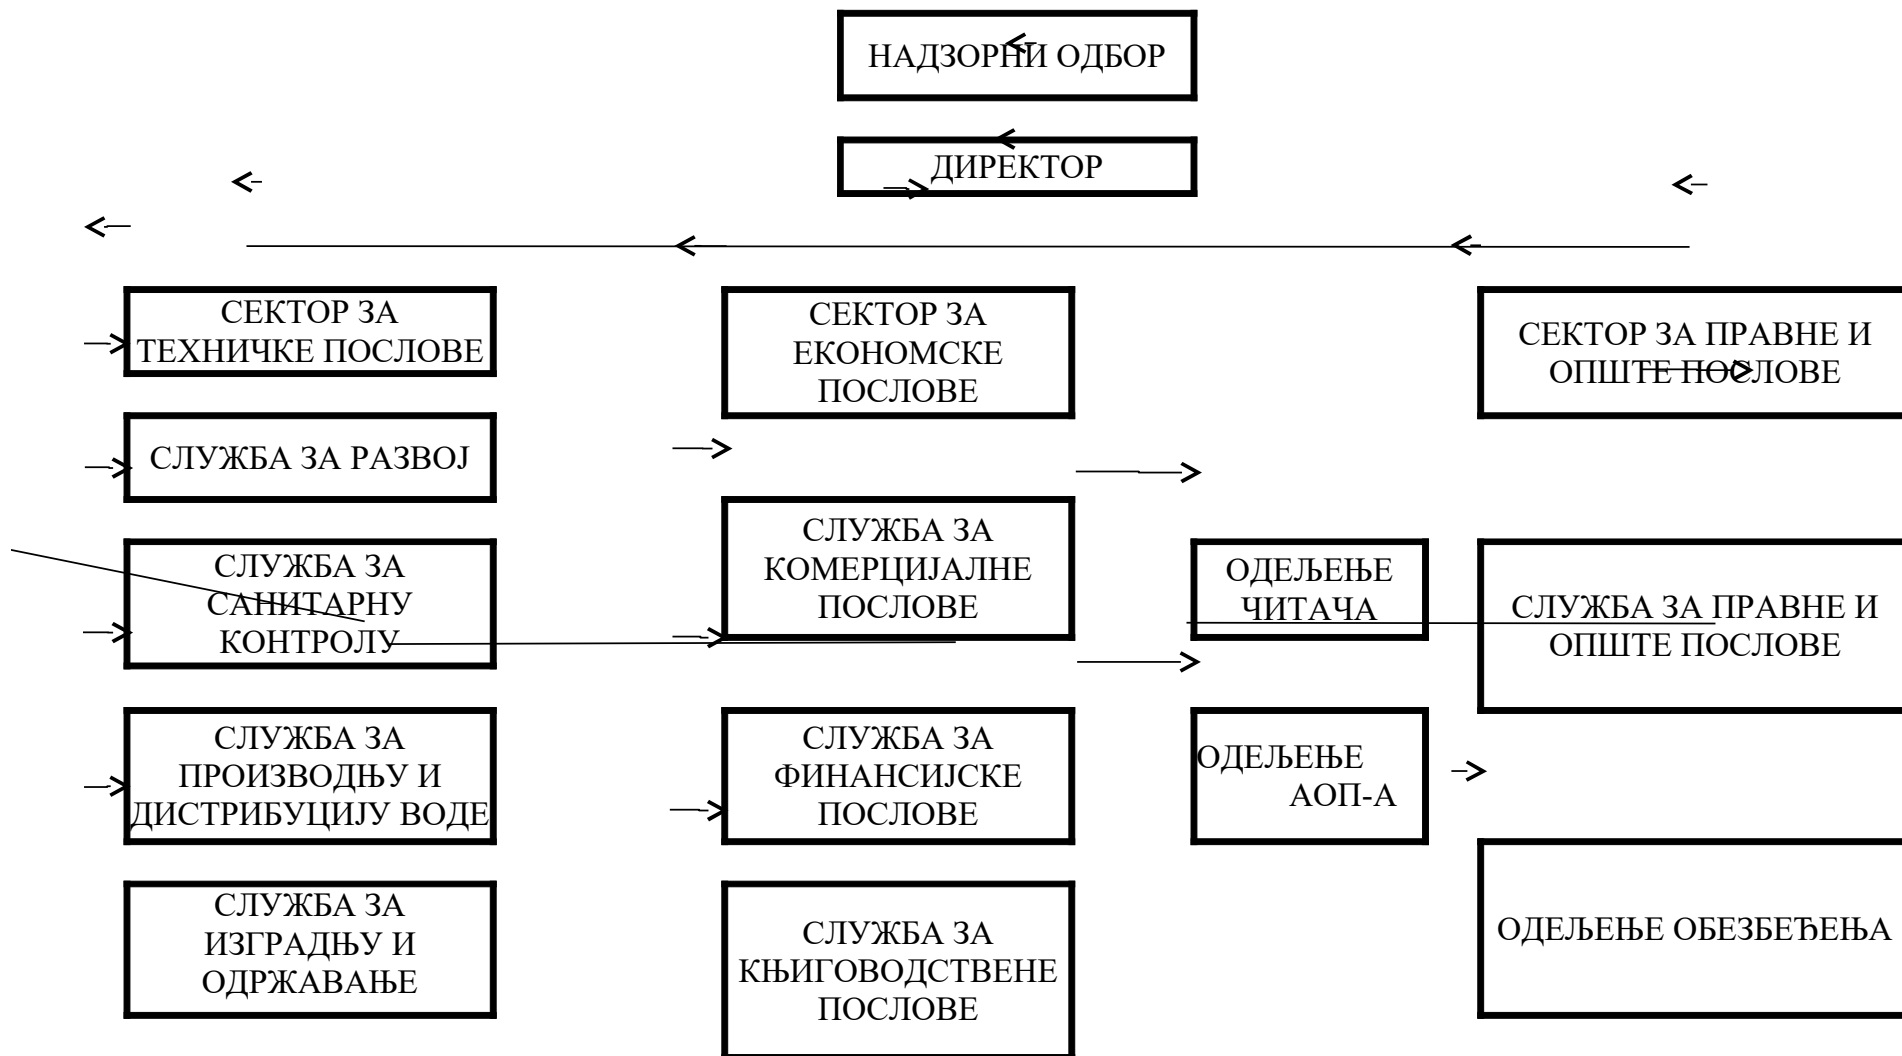 НАДЗОРНИ ОДБОР
ДИРЕКТОР
СЕКТОР ЗА
ТЕХНИЧКЕ ПОСЛОВЕ
СЕКТОР ЗА
ЕКОНОМСКЕ
ПОСЛОВЕ
СЕКТОР ЗА ПРАВНЕ И
ОПШТЕ ПОСЛОВЕ
СЛУЖБА ЗА РАЗВОЈ
СЛУЖБА ЗА
САНИТАРНУ
КОНТРОЛУ
СЛУЖБА ЗА
КОМЕРЦИЈАЛНЕ
ПОСЛОВЕ
ОДЕЉЕЊЕ
ЧИТАЧА
СЛУЖБА ЗА ПРАВНЕ И
ОПШТЕ ПОСЛОВЕ
СЛУЖБА ЗА
ПРОИЗВОДЊУ И
ДИСТРИБУЦИЈУ ВОДЕ
СЛУЖБА ЗА
ФИНАНСИЈСКЕ
ПОСЛОВЕ
ОДЕЉЕЊЕ
АОП-А
СЛУЖБА ЗА
ИЗГРАДЊУ И
ОДРЖАВАЊЕ
СЛУЖБА ЗА
КЊИГОВОДСТВЕНЕ
ПОСЛОВЕ
ОДЕЉЕЊЕ ОБЕЗБЕЂЕЊА